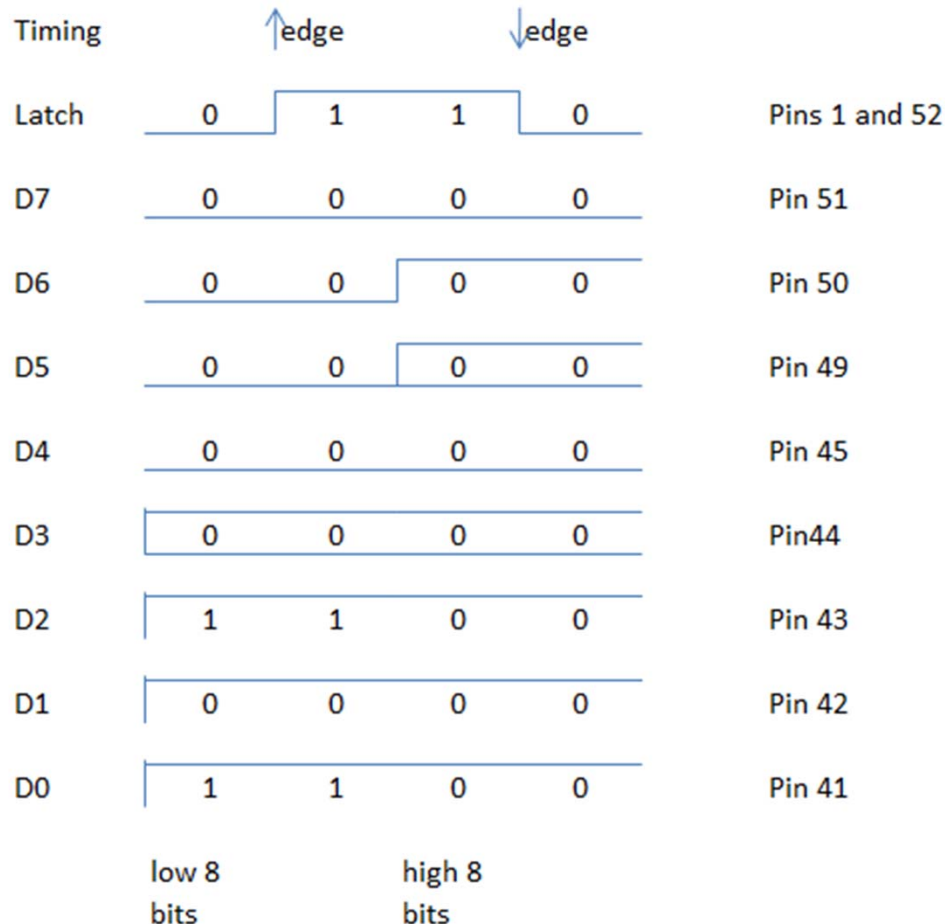 Timing edge edge
Latch 0 1 1 0 Pins 1 and 52
D7 0 0 0 0 Pin 51
D6 0 0 0 0 Pin 50
D5 0 0 0 0 Pin 49
D4 0 0 0 0 Pin 45
D3 0 0 0 0 Pin44
D2 1 1 0 0 Pin 43
D1 0 0 0 0 Pin 42
D0 1 1 0 0 Pin 41
low 8 high 8
bits bits